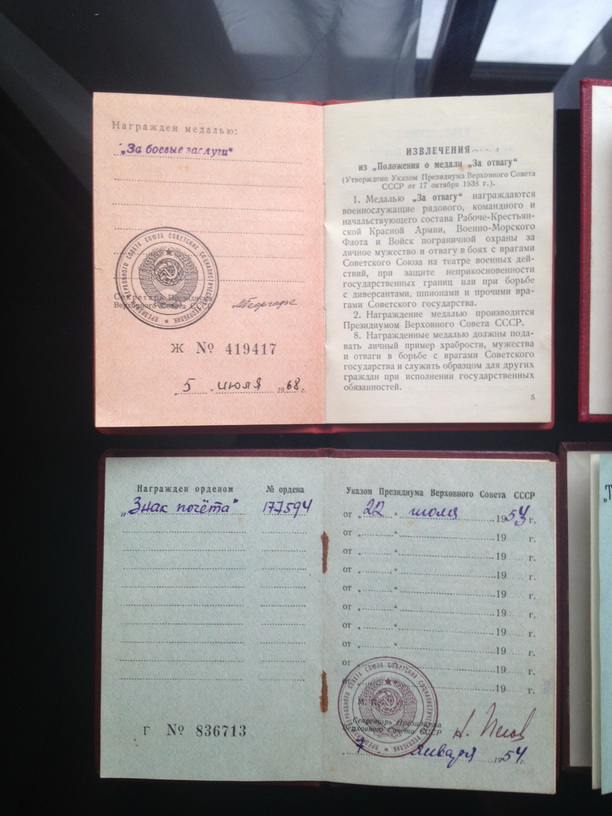 Награжден медалью:
„За боевые заслуги"
Секретарь
Верховного
Ж № 419417
5 июля 1968 г.
ИЗВЛЕЧЕНИЯ
из „Положения о медали „За отвагу"
(Утверждено Указом Президиума Верховного Совета
СССР от 17 октября 1938 г.).
1. Медалью „За отвагу" награждаются
военнослужащие рядового, командного и
начальствующего состава Рабоче-Крестьян-
ской Красной Армии, Военно-Морского
Флота и Войск пограничной охраны за
личное мужество и отвагу в боях с врагами
Советского Союза на театре военных дей-
ствий, при защите неприкосновенности
государственных границ или при борьбе
с диверсантами, шпионами и прочими вра-
гами Советского государства.
2. Награждение медалью производится
Президиумом Верховного Совета СССР.
3. Награжденные медалью должны пода-
вать личный пример храбрости, мужества
и отваги в борьбе с врагами Советского
государства и служить образцом для других
граждан при исполнении государственных
обязанностей.
5
Награжден орденом № ордена
„Знак почёта" 177594
Г № 836713
Указом Президиума Верховного Совета СССР
от „22" июля 19 г.
от „ " 19 г.
от „ " 19 г.
от „ " 19 г.
от „ " 19 г.
от „ " 19 г.
от „ " 19 г.
от „ " 19 г.
от „ " 19 г.
Секретарь Президиума
Верховного Совета СССР
7 января 1954 г.